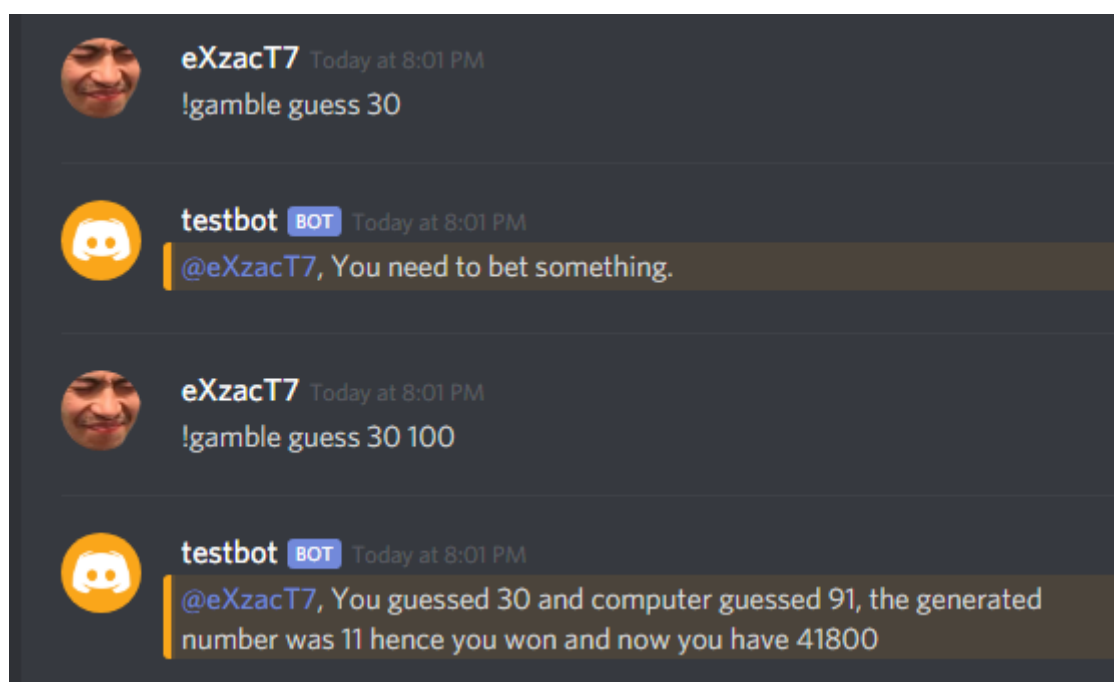 eXzacT7 Today at 8:01 PM
!gamble guess 30
testbot BOT Today at 8:01 PM
@eXzacT7, You need to bet something.
eXzacT7 Today at 8:01 PM
!gamble guess 30 100
testbot BOT Today at 8:01 PM
@eXzacT7, You guessed 30 and computer guessed 91, the generated
number was 11 hence you won and now you have 41800